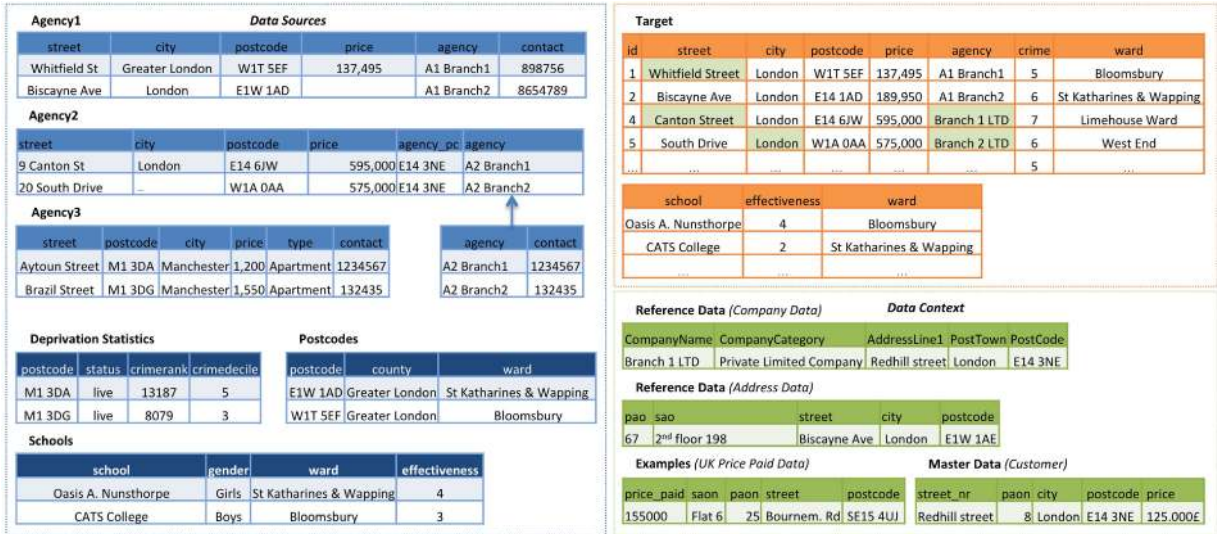 Agency1
Data Sources
street city postcode price agency contact
Whitfield St Greater London W1T 5EF 137,495 A1 Branch1 898756
Biscayne Ave London E1W 1AD A1 Branch2 8654789
Agency2
street city postcode price agency_pc agency
9 Canton St London E14 6JW 595,000 E14 3NE A2 Branch1
20 South Drive _ W1A 0AA 575,000 E14 3NE A2 Branch2
Agency3
street postcode city price type contact
Aytoun Street M1 3DA Manchester 1,200 Apartment 1234567
Brazil Street M1 3DG Manchester 1,550 Apartment 132435
agency contact
A2 Branch1 1234567
A2 Branch2 132435
Deprivation Statistics
postcode status crimerank crimedecile
M1 3DA live 13187 5
M1 3DG live 8079 3
Postcodes
postcode county ward
E1W 1AD Greater London St Katharines & Wapping
W1T 5EF Greater London Bloomsbury
Schools
school gender ward effectiveness
Oasis A. Nunsthorpe Girls St Katharines & Wapping 4
CATS College Boys Bloomsbury 3
Target
id street city postcode price agency crime ward
1 Whitfield Street London W1T 5EF 137,495 A1 Branch1 5 Bloomsbury
2 Biscayne Ave London E14 1AD 189,950 A1 Branch2 6 St Katharines & Wapping
4 Canton Street London E14 6JW 595,000 Branch 1 LTD 7 Limehouse Ward
5 South Drive London W1A 0AA 575,000 Branch 2 LTD 6 West End
... ... ... ... ... ... 5 ...
school effectiveness ward
Oasis A. Nunsthorpe 4 Bloomsbury
CATS College 2 St Katharines & Wapping
... ... ...
Reference Data (Company Data)
Data Context
CompanyName CompanyCategory AddressLine1 PostTown PostCode
Branch 1 LTD Private Limited Company Redhill street London E14 3NE
Reference Data (Address Data)
pao sao street city postcode
67 2nd floor 198 Biscayne Ave London E1W 1AE
Examples (UK Price Paid Data)
price_paid saon paon street postcode
155000 Flat 6 25 Bournem. Rd SE15 4UJ
Master Data (Customer)
street_nr paon city postcode price
Redhill street 8 London E14 3NE 125.000£